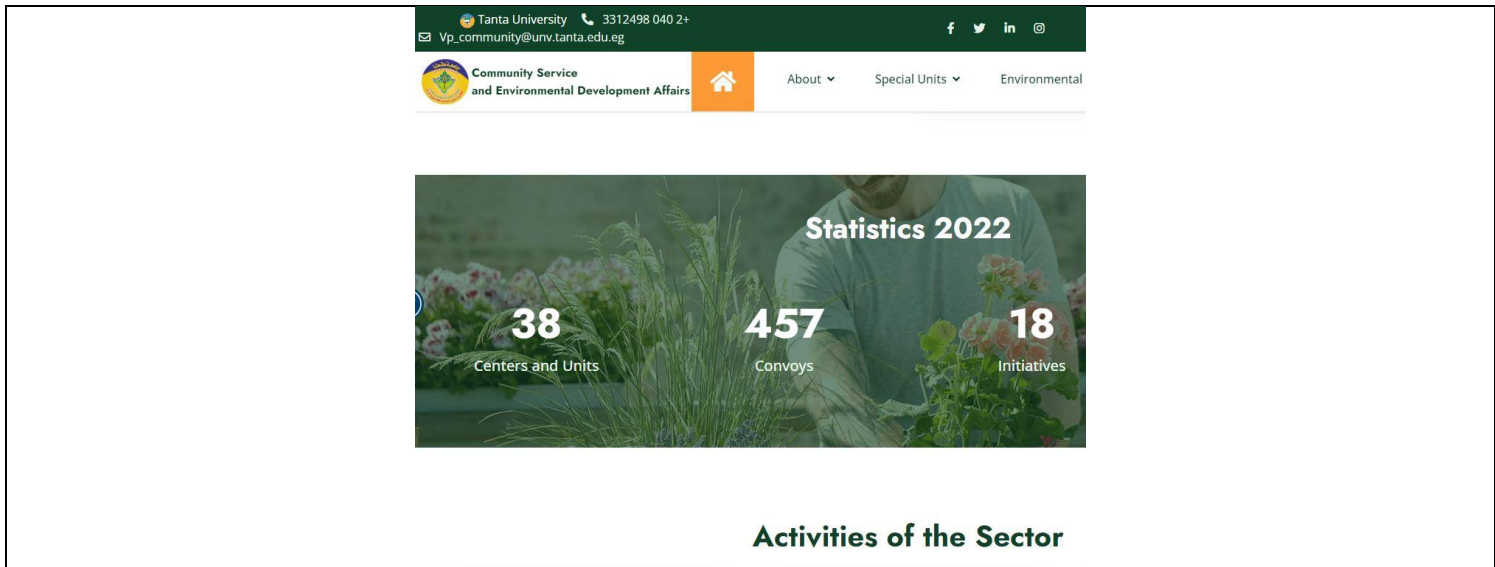 Tanta University 3312498 040 2+
Vp_community@unv.tanta.edu.eg
Community Service
and Environmental Development Affairs
About Special Units Environmental
Statistics 2022
38 457 18
Centers and Units Convoys Initiatives
Activities of the Sector